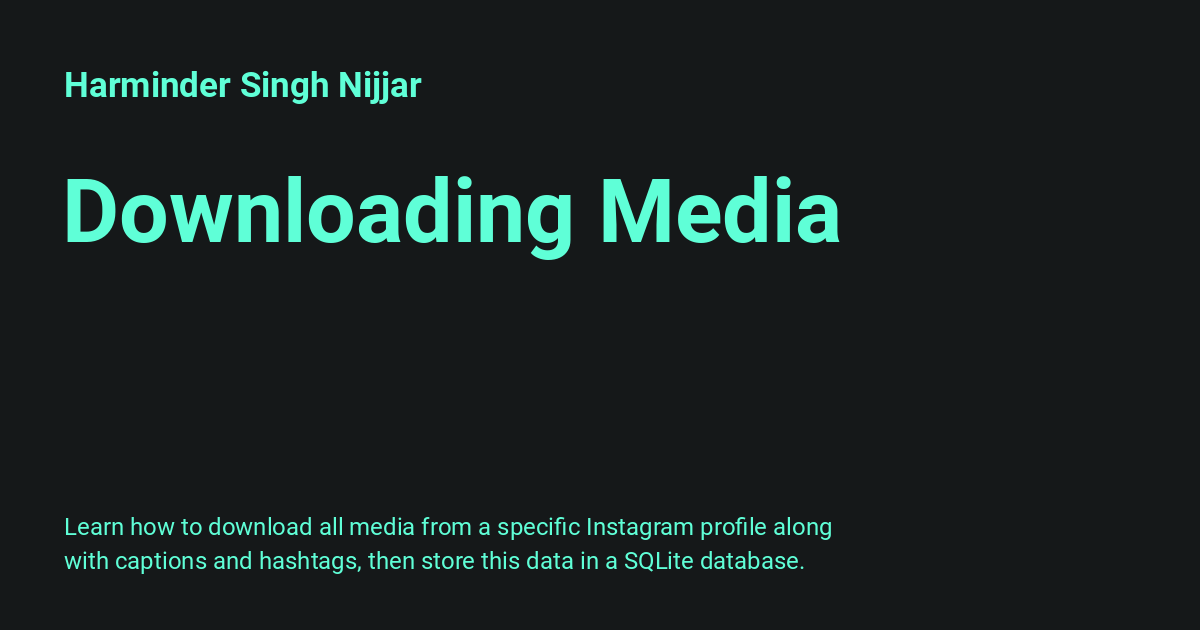 Harminder Singh Nijjar
Downloading Media
Learn how to download all media from a specific Instagram profile along
with captions and hashtags, then store this data in a SQLite database.